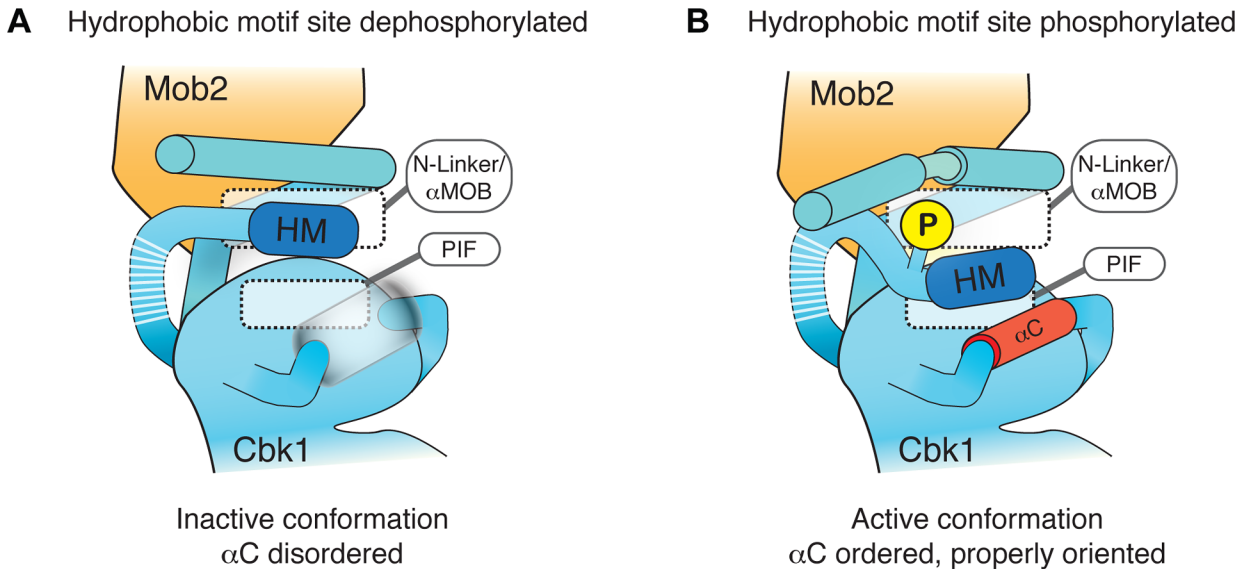 A Hydrophobic motif site dephosphorylated
Mob2
N-Linker/
αMOB
HM
PIF
Cbk1
Inactive conformation
αC disordered
B Hydrophobic motif site phosphorylated
Mob2
N-Linker/
αMOB
P
HM
PIF
αC
Cbk1
Active conformation
αC ordered, properly oriented